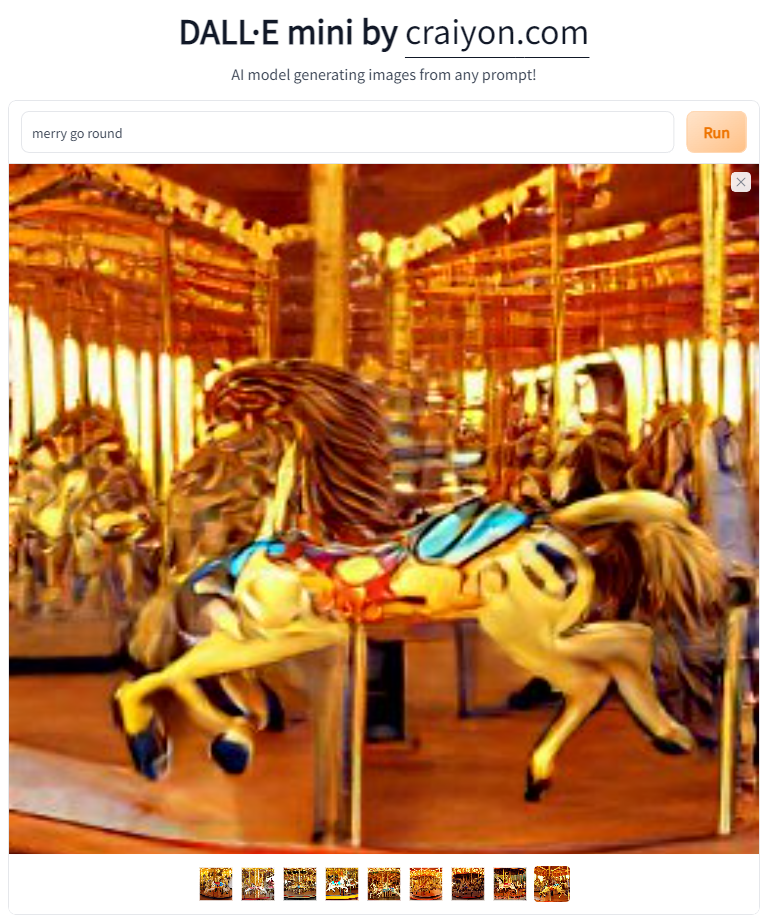 DALL·E mini by craiyon.com
AI model generating images from any prompt!
merry go round
Run